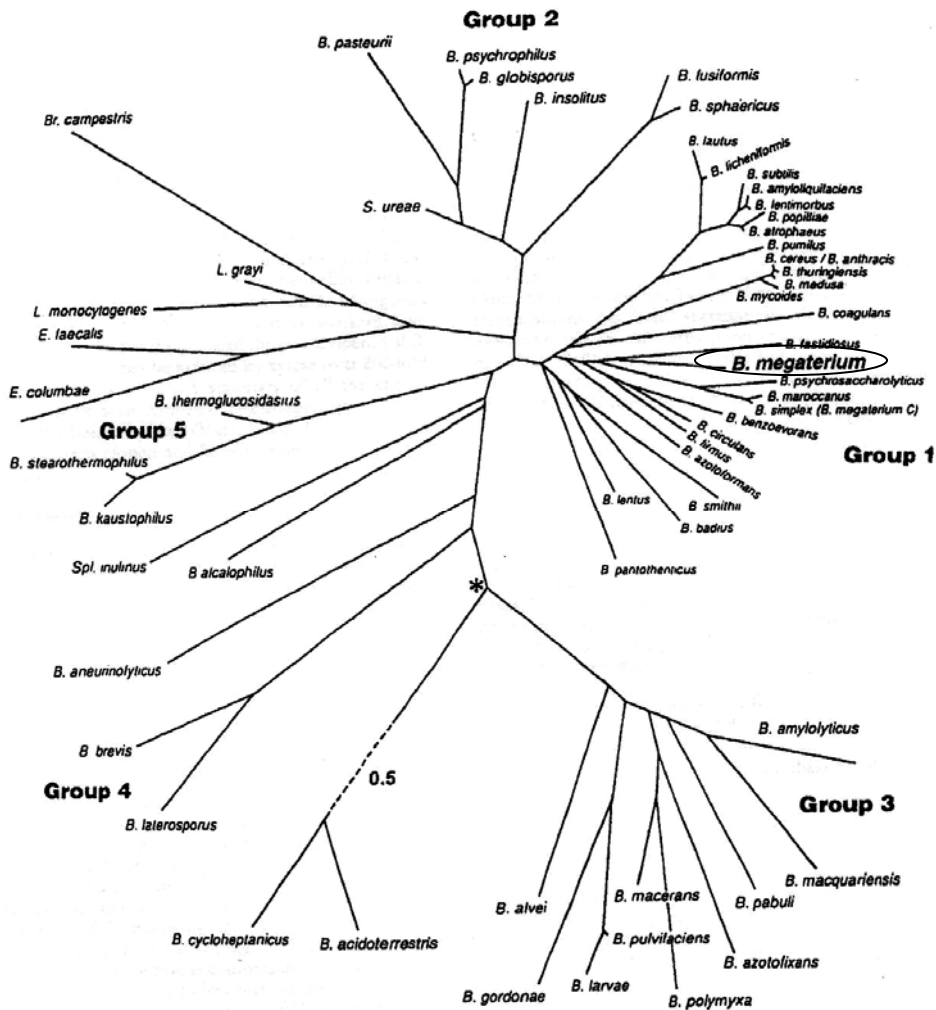 Group 2
B. pasteurii
B. psychrophilus
B. globisporus
B. insolitus
B. fusiformis
B. sphaericus
Br. campestris
B. lautus
B. licheniformis
B. subtilis
B. amyloliquifaciens
B. lentimorbus
B. popilliae
B. atrophaeus
S. ureae
B. pumilus
B. cereus / B. anthracis
B. thuringiensis
B. medusa
B. mycoides
L. grayi
L. monocytogenes
B. coagulans
E. faecalis
B. fastidiosus
B. megaterium
B. psychrosaccharolyticus
B. maroccanus
B. simplex (B. megaterium C)
B. benzoevorans
E. columbae
B. thermoglucosidasius
Group 5
B. circulans
B. firmus
B. azotoformans
Group 1
B. stearothermophilus
B. lentus
B. smithii
B. kaustophilus
B. badius
Spl. inulinus
B alcalophilus
B pantothenticus
*
B. aneurinolyticus
B brevis
B. amylolyticus
0.5
Group 4
Group 3
B. laterosporus
B. macquariensis
B. macerans
B. pabuli
B. alvei
B. cycloheptanicus
B. acidoterrestris
B. pulvifaciens
B. azotofixans
B. larvae
B. gordonae
B. polymyxa